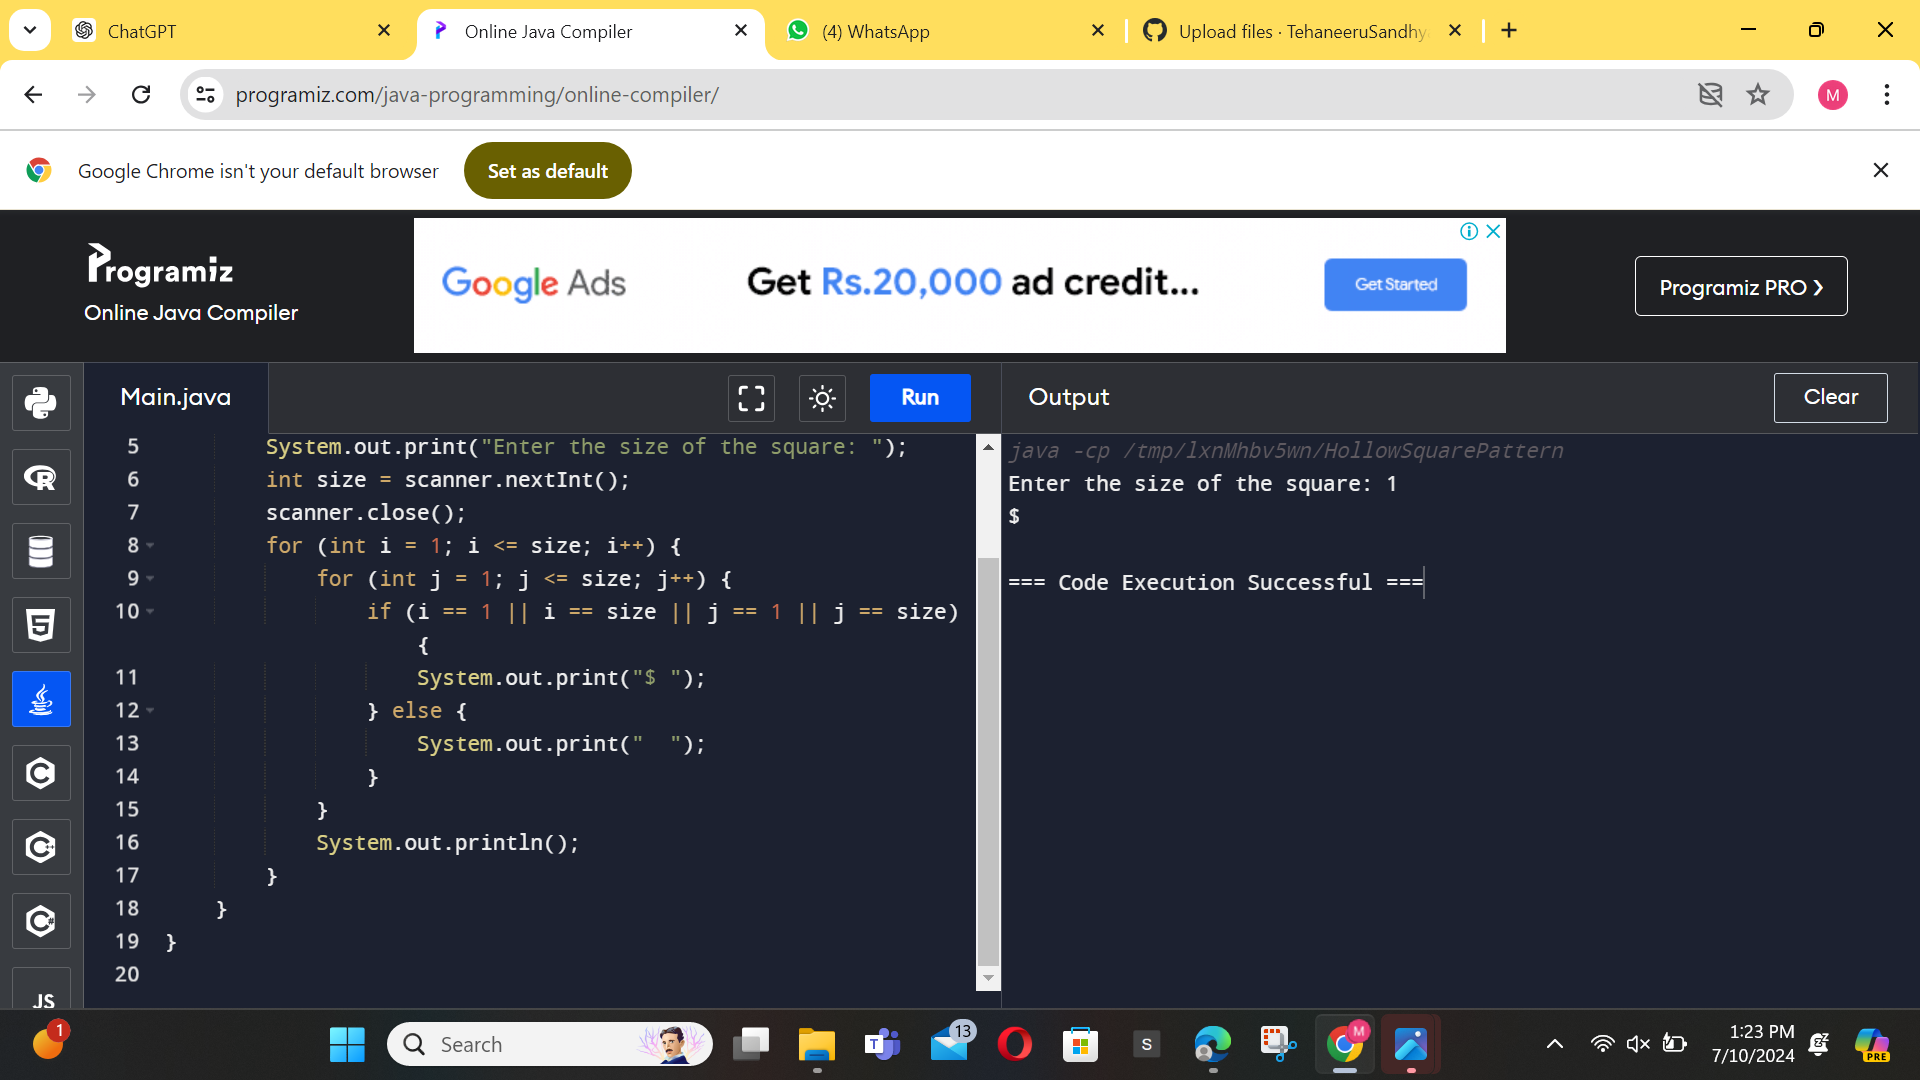 ChatGPT
Online Java Compiler
(4) WhatsApp
Upload files · TehaneeruSandhy
programiz.com/java-programming/online-compiler/
M
Google Chrome isn't your default browser
Set as default
Programiz
Online Java Compiler
Google Ads
Get Rs.20,000 ad credit...
Get Started
Programiz PRO ❯
Main.java
Run
Output
Clear
5 System.out.print("Enter the size of the square: ");
6 int size = scanner.nextInt();
7 scanner.close();
8 for (int i = 1; i <= size; i++) {
9 for (int j = 1; j <= size; j++) {
10 if (i == 1 || i == size || j == 1 || j == size)
{
11 System.out.print("$ ");
12 } else {
13 System.out.print("  ");
14 }
15 }
16 System.out.println();
17 }
18 }
19 }
20
java -cp /tmp/lxnMhbv5wn/HollowSquarePattern
Enter the size of the square: 1
$
=== Code Execution Successful ===
R
5
C
C
C
JS
1
Search
T
13
S
M
1:23 PM
7/10/2024
PRE